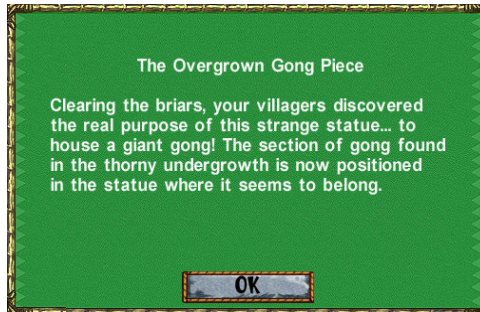 The Overgrown Gong Piece
Clearing the briars, your villagers discovered
the real purpose of this strange statue... to
house a giant gong! The section of gong found
in the thorny undergrowth is now positioned
in the statue where it seems to belong.
OK